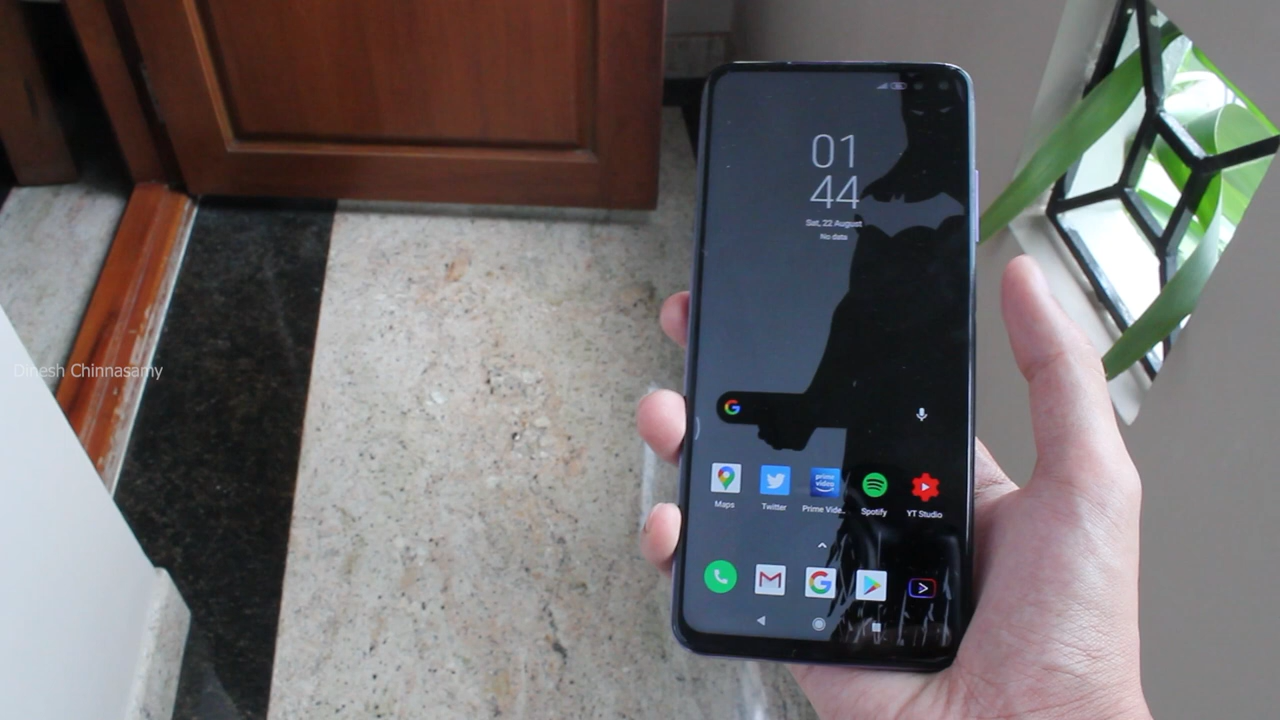 01
44
Sat, 22 August
No data
Dinesh Chinnasamy
prime
video
Maps
Twitter
Prime Vide..
Spotify
YT Studio